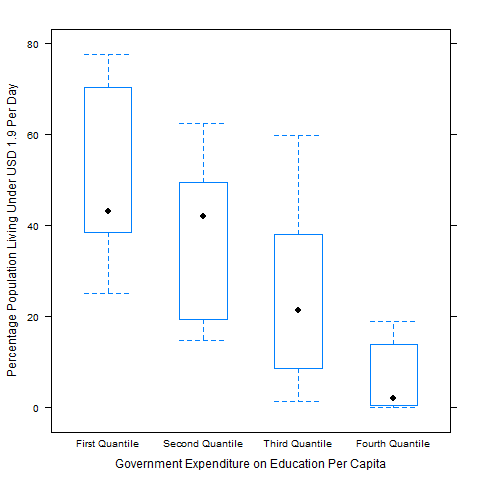 Percentage Population Living Under USD 1.9 Per Day
80
60
40
20
0
First Quantile Second Quantile Third Quantile Fourth Quantile
Government Expenditure on Education Per Capita